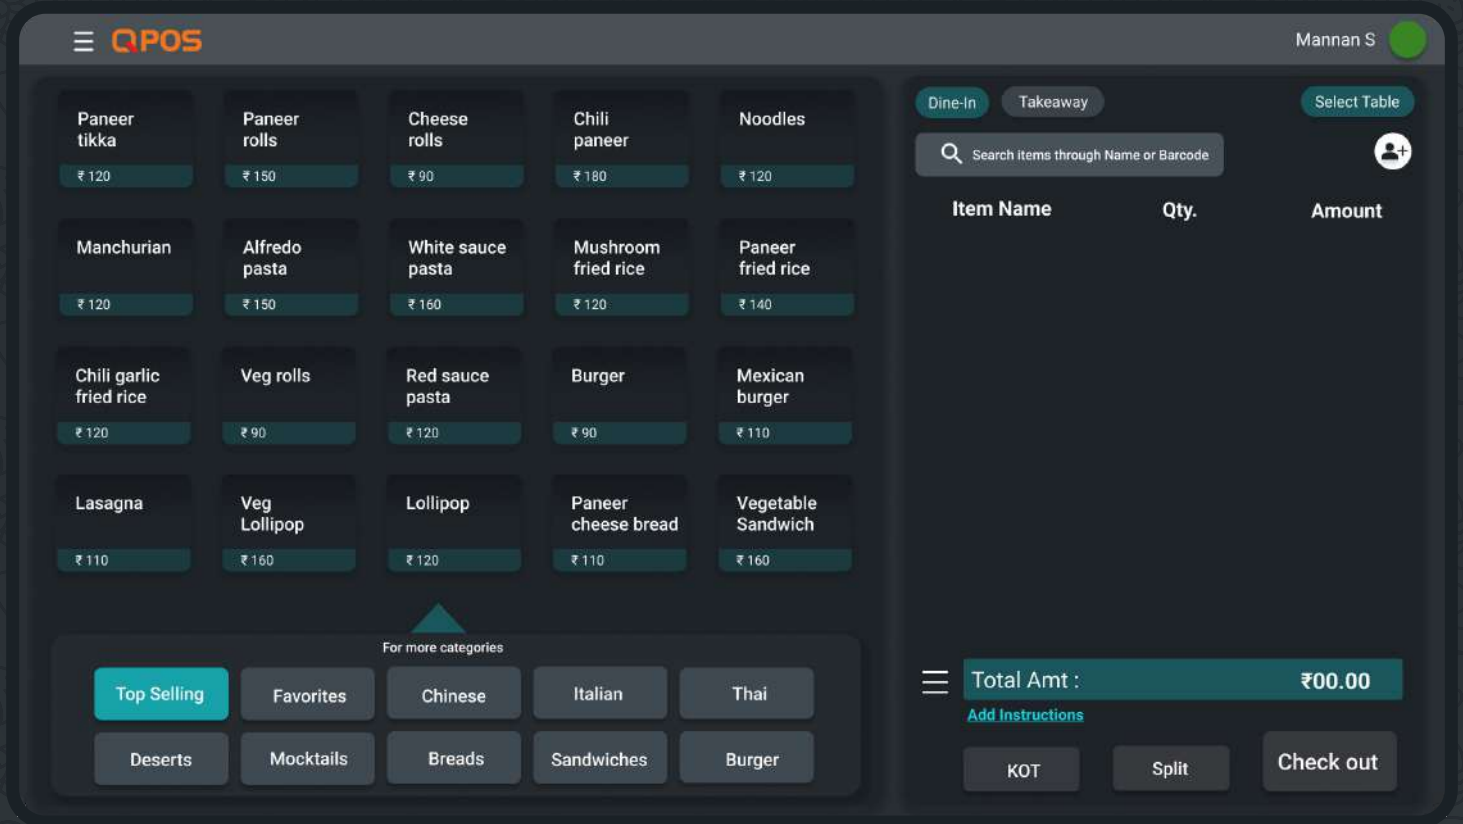 QPOS
Mannan S
Paneer
tikka
₹ 120
Paneer
rolls
₹ 150
Cheese
rolls
₹ 90
Chili
paneer
₹ 180
Noodles
₹ 120
Manchurian
₹ 120
Alfredo
pasta
₹ 150
White sauce
pasta
₹ 160
Mushroom
fried rice
₹ 120
Paneer
fried rice
₹ 140
Chili garlic
fried rice
₹ 120
Veg rolls
₹ 90
Red sauce
pasta
₹ 120
Burger
₹ 90
Mexican
burger
₹ 110
Lasagna
₹ 110
Veg
Lollipop
₹ 160
Lollipop
₹ 120
Paneer
cheese bread
₹ 110
Vegetable
Sandwich
₹ 160
For more categories
Top Selling
Favorites
Chinese
Italian
Thai
Deserts
Mocktails
Breads
Sandwiches
Burger
Dine-In
Takeaway
Select Table
Search items through Name or Barcode
Item Name
Qty.
Amount
Total Amt :
₹00.00
Add Instructions
KOT
Split
Check out